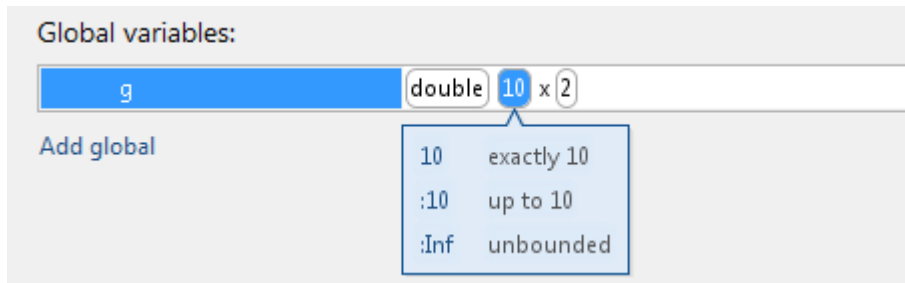 Global variables:
g double 10 x 2
Add global
10 exactly 10
:10 up to 10
:Inf unbounded